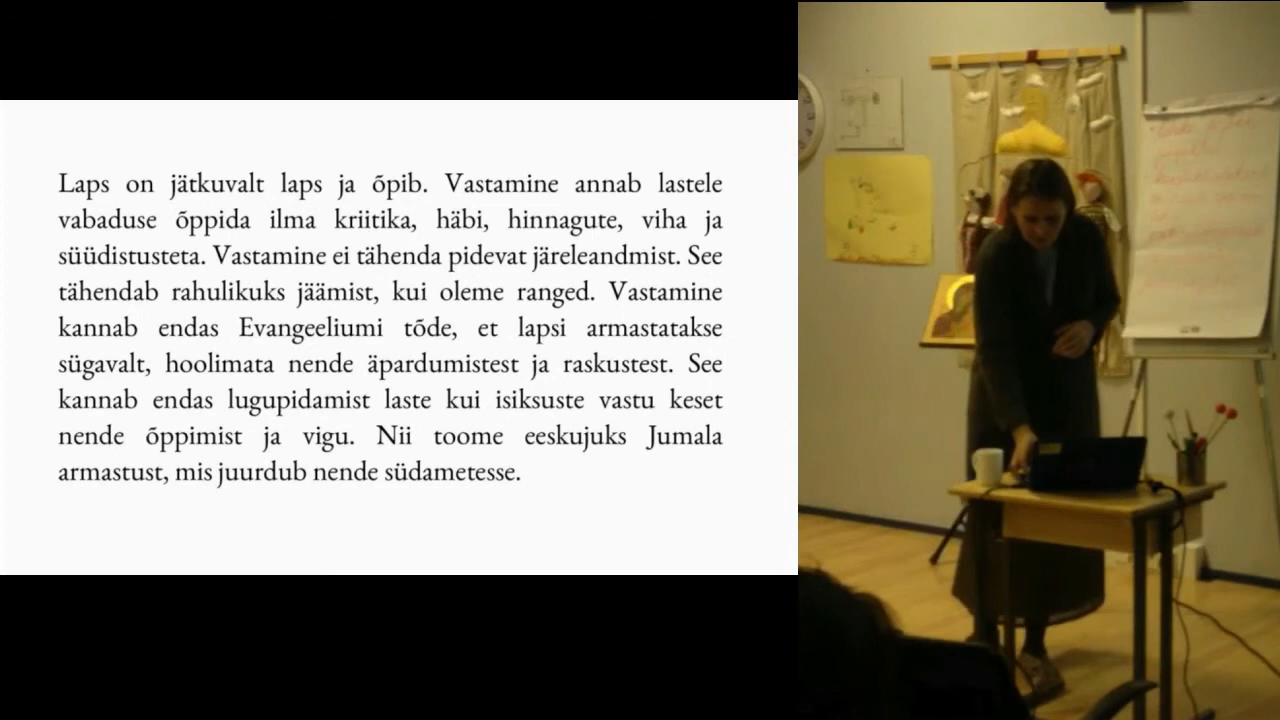 Laps on jätkuvalt laps ja õpib. Vastamine annab lastele
vabaduse õppida ilma kriitika, häbi, hinnagute, viha ja
süüdistusteta. Vastamine ei tähenda pidevat järeleandmist. See
tähendab rahulikuks jäämist, kui oleme ranged. Vastamine
kannab endas Evangeeliumi tõde, et lapsi armastatakse
sügavalt, hoolimata nende äpardumistest ja raskustest. See
kannab endas lugupidamist laste kui isiksuste vastu keset
nende õppimist ja vigu. Nii toome eeskujuks Jumala
armastust, mis juurdub nende südametesse.